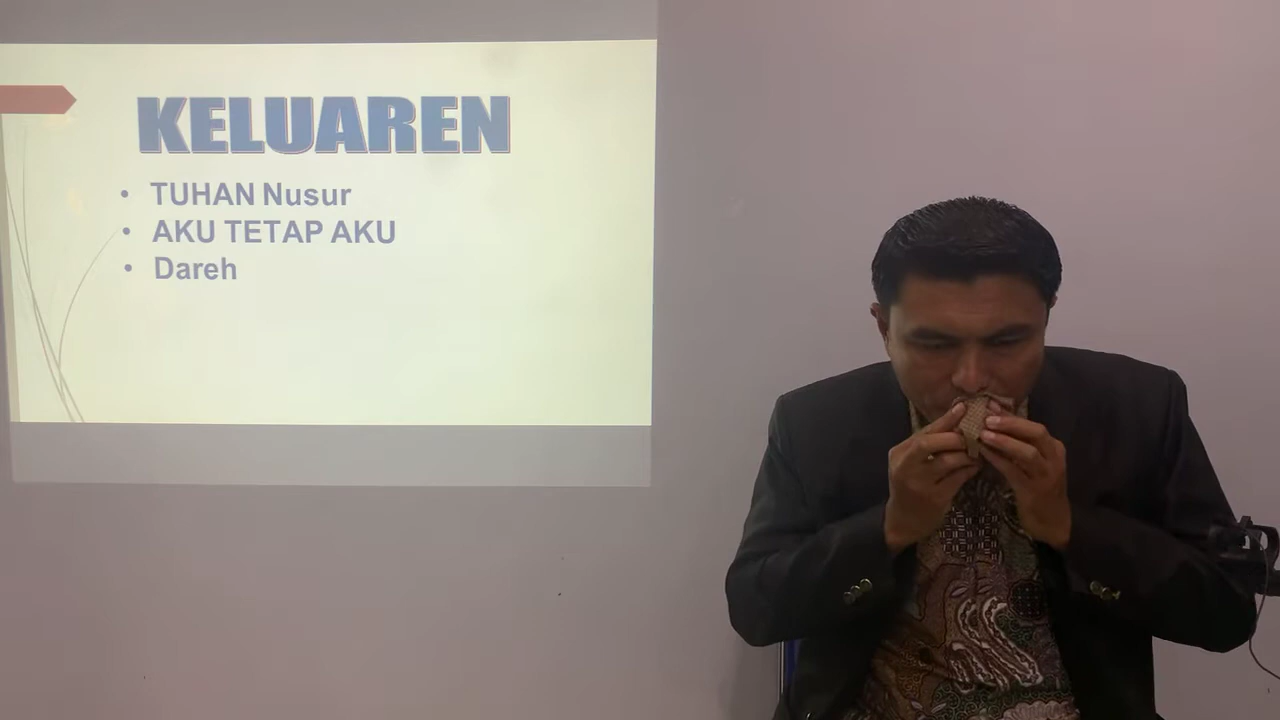 KELUAREN
• TUHAN Nusur
• AKU TETAP AKU
• Dareh